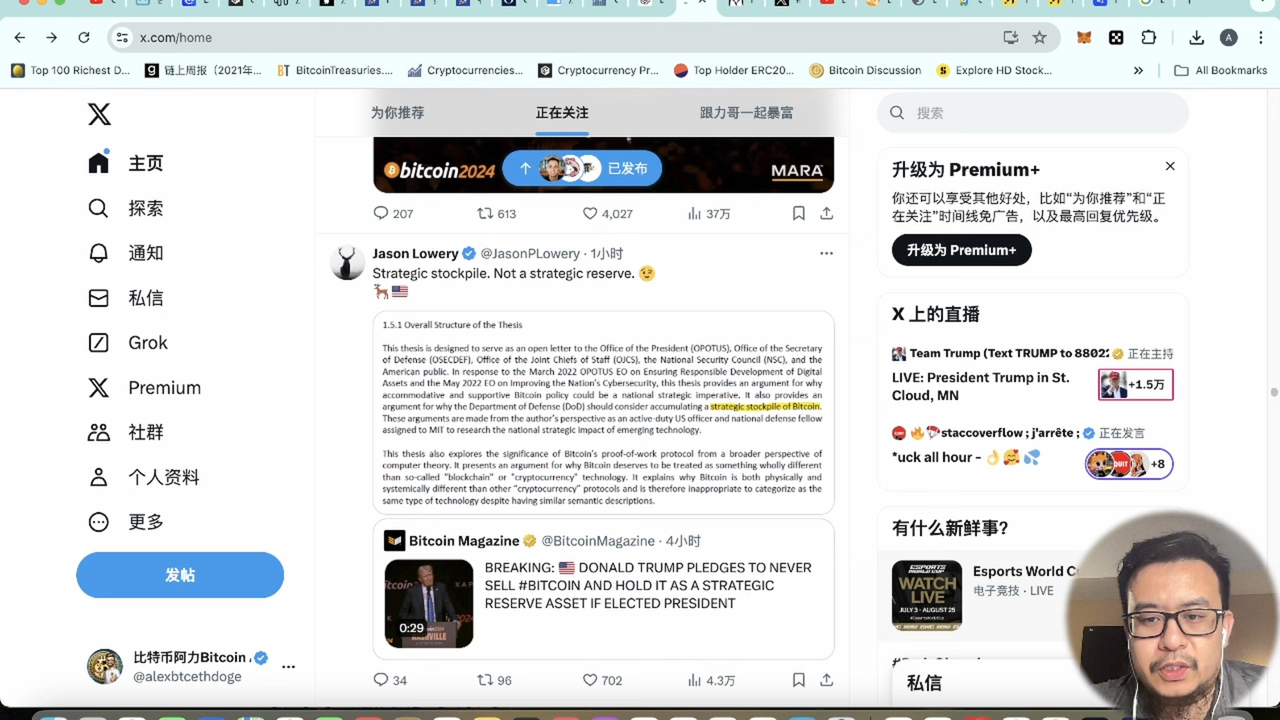 x.com/home
Top 100 Richest D...
链上周报（2021年...
BitcoinTreasuries....
Cryptocurrencies...
Cryptocurrency Pr...
Top Holder ERC20...
Bitcoin Discussion
Explore HD Stock...
»
All Bookmarks
为你推荐
正在关注
跟力哥一起暴富
主页
探索
通知
私信
Grok
Premium
社群
个人资料
更多
发帖
比特币阿力Bitcoin
@alexbtcethdoge
bitcoin2024
已发布
MARA
207
613
4,027
37万
Jason Lowery @JasonPLowery · 1小时
Strategic stockpile. Not a strategic reserve. 😉
🦌🇺🇸
1.5.1 Overall Structure of the Thesis
This thesis is designed to serve as an open letter to the Office of the President (OPOTUS), Office of the Secretary
of Defense (OSECDEF), Office of the Joint Chiefs of Staff (OJCS), the National Security Council (NSC), and the
American public. In response to the March 2022 OPOTUS EO on Ensuring Responsible Development of Digital
Assets and the May 2022 EO on Improving the Nation's Cybersecurity, this thesis provides an argument for why
accommodative and supportive Bitcoin policy could be a national strategic imperative. It also provides an
argument for why the Department of Defense (DoD) should consider accumulating a strategic stockpile of Bitcoin.
These arguments are made from the author's perspective as an active-duty US officer and national defense fellow
assigned to MIT to research the national strategic impact of emerging technology.
This thesis also explores the significance of Bitcoin's proof-of-work protocol from a broader perspective of
computer theory. It presents an argument for why Bitcoin deserves to be treated as something wholly different
than so-called "blockchain" or "cryptocurrency" technology. It explains why Bitcoin is both physically and
systemically different than other "cryptocurrency" protocols and is therefore inappropriate to categorize as the
same type of technology despite having similar semantic descriptions.
Bitcoin Magazine @BitcoinMagazine · 4小时
BREAKING: 🇺🇸 DONALD TRUMP PLEDGES TO NEVER
SELL #BITCOIN AND HOLD IT AS A STRATEGIC
RESERVE ASSET IF ELECTED PRESIDENT
0:29
34
96
702
4.3万
搜索
升级为 Premium+
你还可以享受其他好处，比如“为你推荐”和“正
在关注”时间线免广告，以及最高回复优先级。
升级为 Premium+
X 上的直播
Team Trump (Text TRUMP to 8802 正在主持
LIVE: President Trump in St.
Cloud, MN
+1.5万
🔥staccoverflow ; j'arrête ; 正在发言
*uck all hour - 👌🥰💦
+8
有什么新鲜事?
ESPORTS
WORLD CUP
WATCH
LIVE
JULY 3 - AUGUST 25
Esports World C
电子竞技 · LIVE
私信